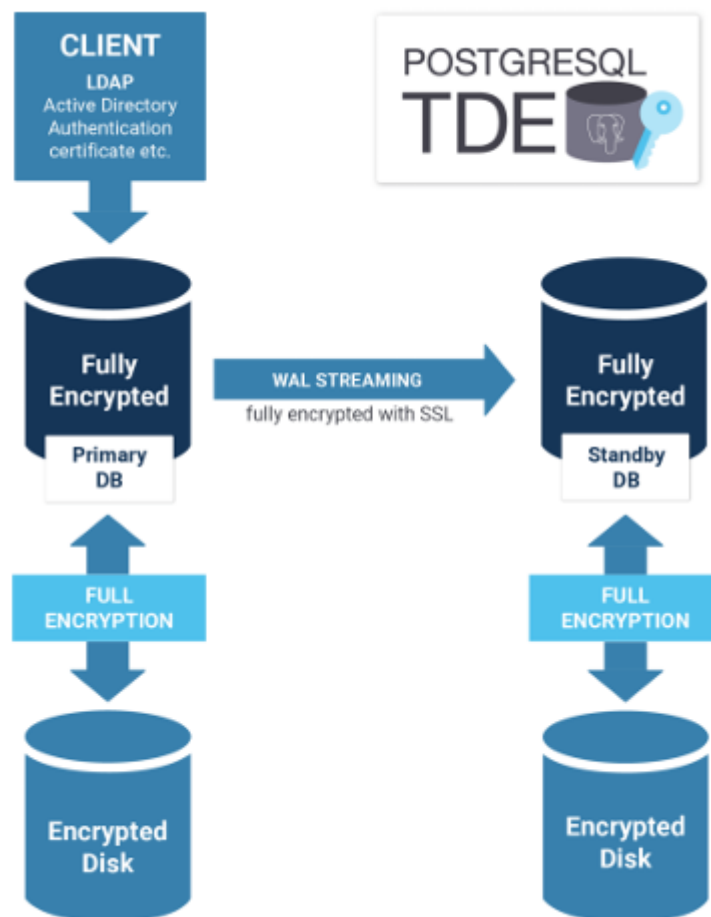 CLIENT
LDAP
Active Directory
Authentication
certificate etc.
POSTGRESQL
TDE
Fully
Encrypted
Primary
DB
WAL STREAMING
fully encrypted with SSL
Fully
Encrypted
Standby
DB
FULL
ENCRYPTION
FULL
ENCRYPTION
Encrypted
Disk
Encrypted
Disk